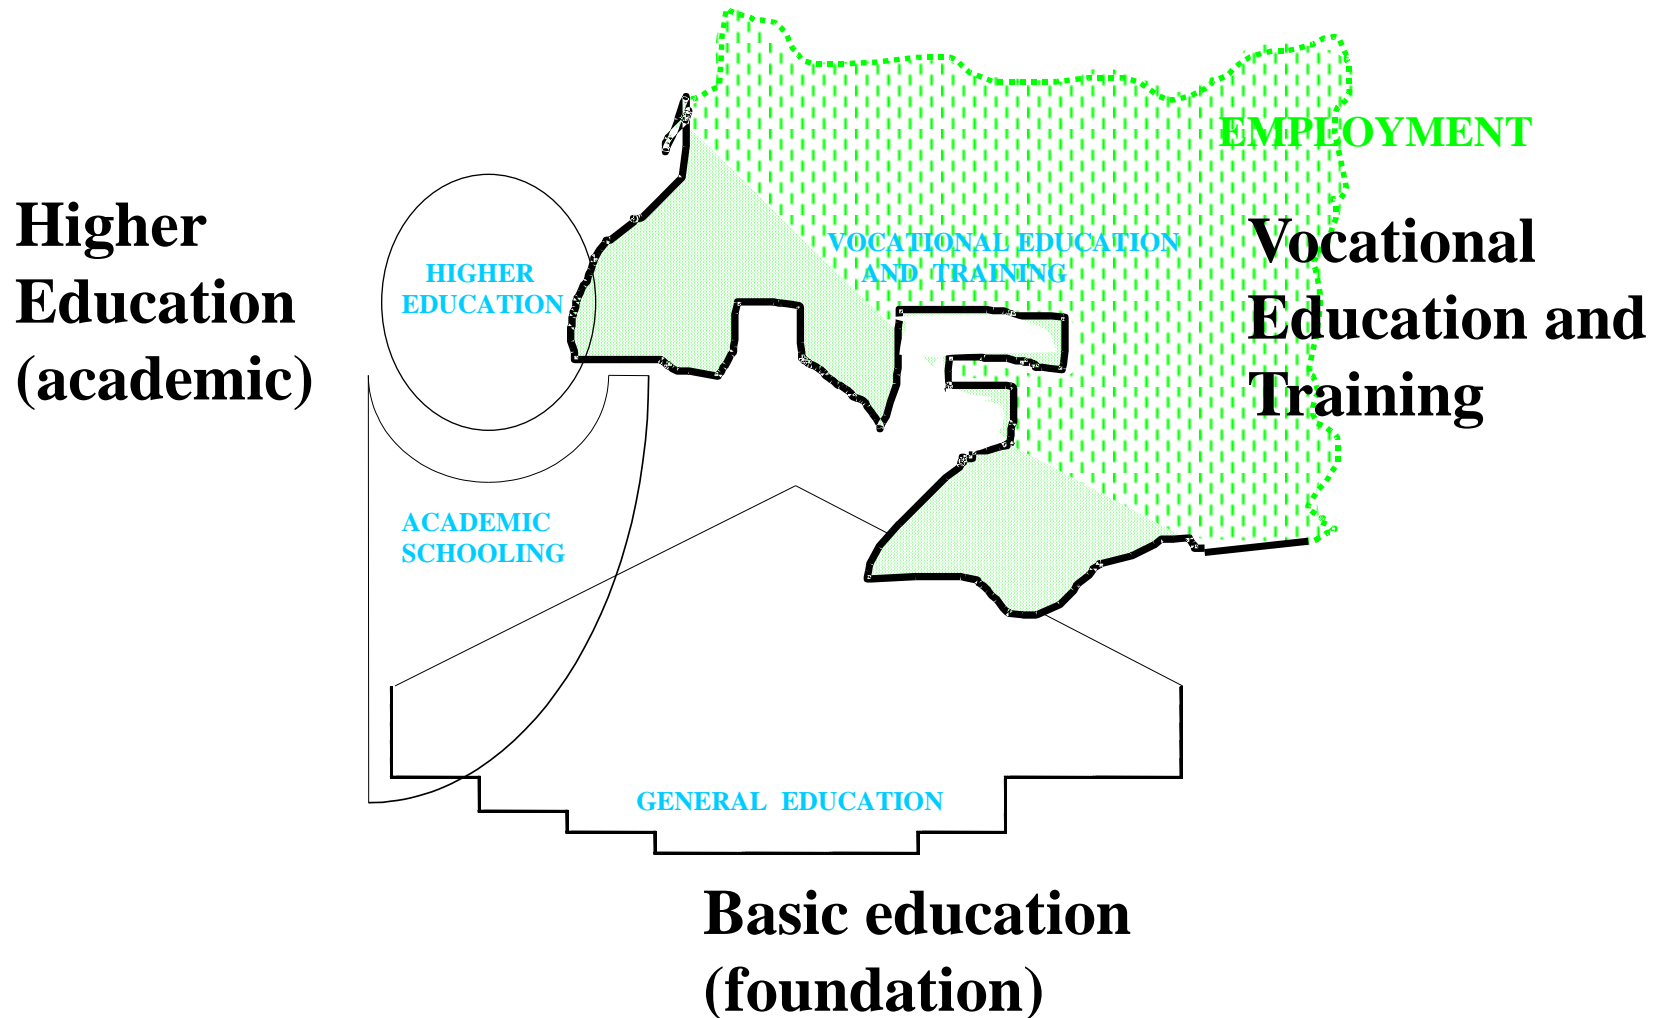 EMPLOYMENT
Higher
Education
(academic)
HIGHER
EDUCATION
VOCATIONAL EDUCATION
AND TRAINING
Vocational
Education and
Training
ACADEMIC
SCHOOLING
GENERAL EDUCATION
Basic education
(foundation)